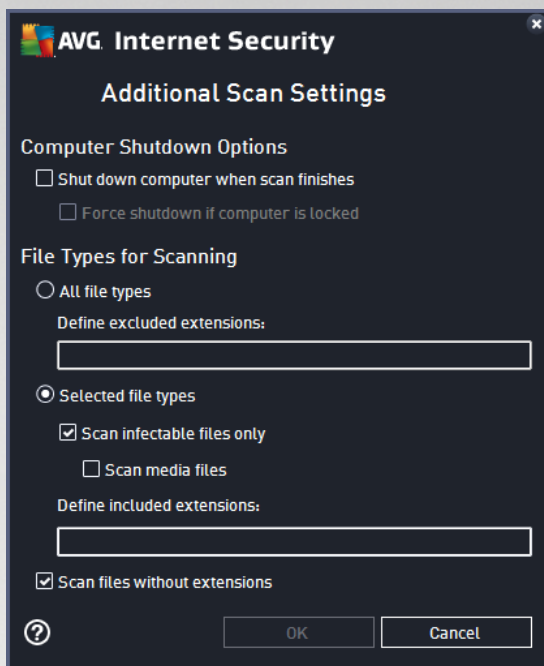 AVG. Internet Security
Additional Scan Settings
Computer Shutdown Options
Shut down computer when scan finishes
Force shutdown if computer is locked
File Types for Scanning
All file types
Define excluded extensions:
Selected file types
Scan infectable files only
Scan media files
Define included extensions:
Scan files without extensions
? OK Cancel